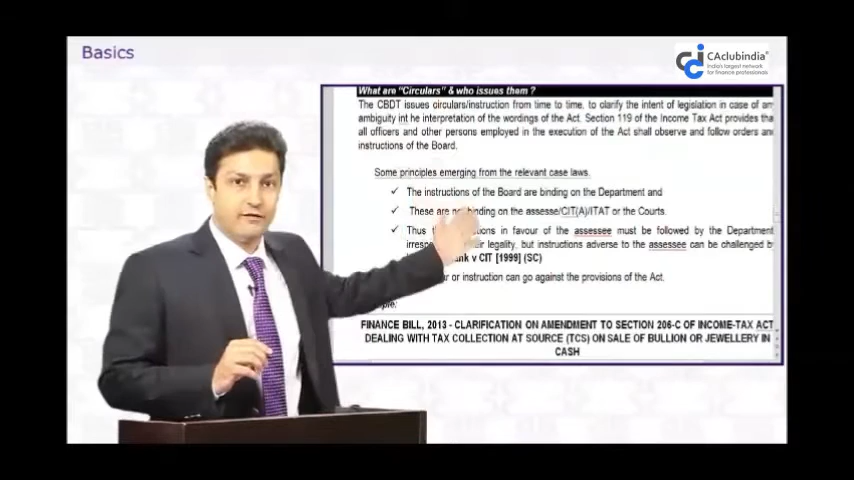 Basics
CAclubindia
India's largest network
for finance professionals
What are "Circulars" & who issues them ?
The CBDT issues circulars/instruction from time to time, to clarify the intent of legislation in case of an
ambiguity int he interpretation of the wordings of the Act. Section 119 of the Income Tax Act provides tha
all officers and other persons employed in the execution of the Act shall observe and follow orders an
instructions of the Board.
Some principles emerging from the relevant case laws.
✓ The instructions of the Board are binding on the Department and
✓ These are binding on the assesse/CIT(A)/ITAT or the Courts.
✓ Thus in favour of the assessee must be followed by the Department
legality, but instructions adverse to the assessee can be challenged b
v CIT [1999] (SC)
or instruction can go against the provisions of the Act.
FINANCE BILL, 2013 - CLARIFICATION ON AMENDMENT TO SECTION 206-C OF INCOME-TAX ACT
DEALING WITH TAX COLLECTION AT SOURCE (TCS) ON SALE OF BULLION OR JEWELLERY IN
CASH